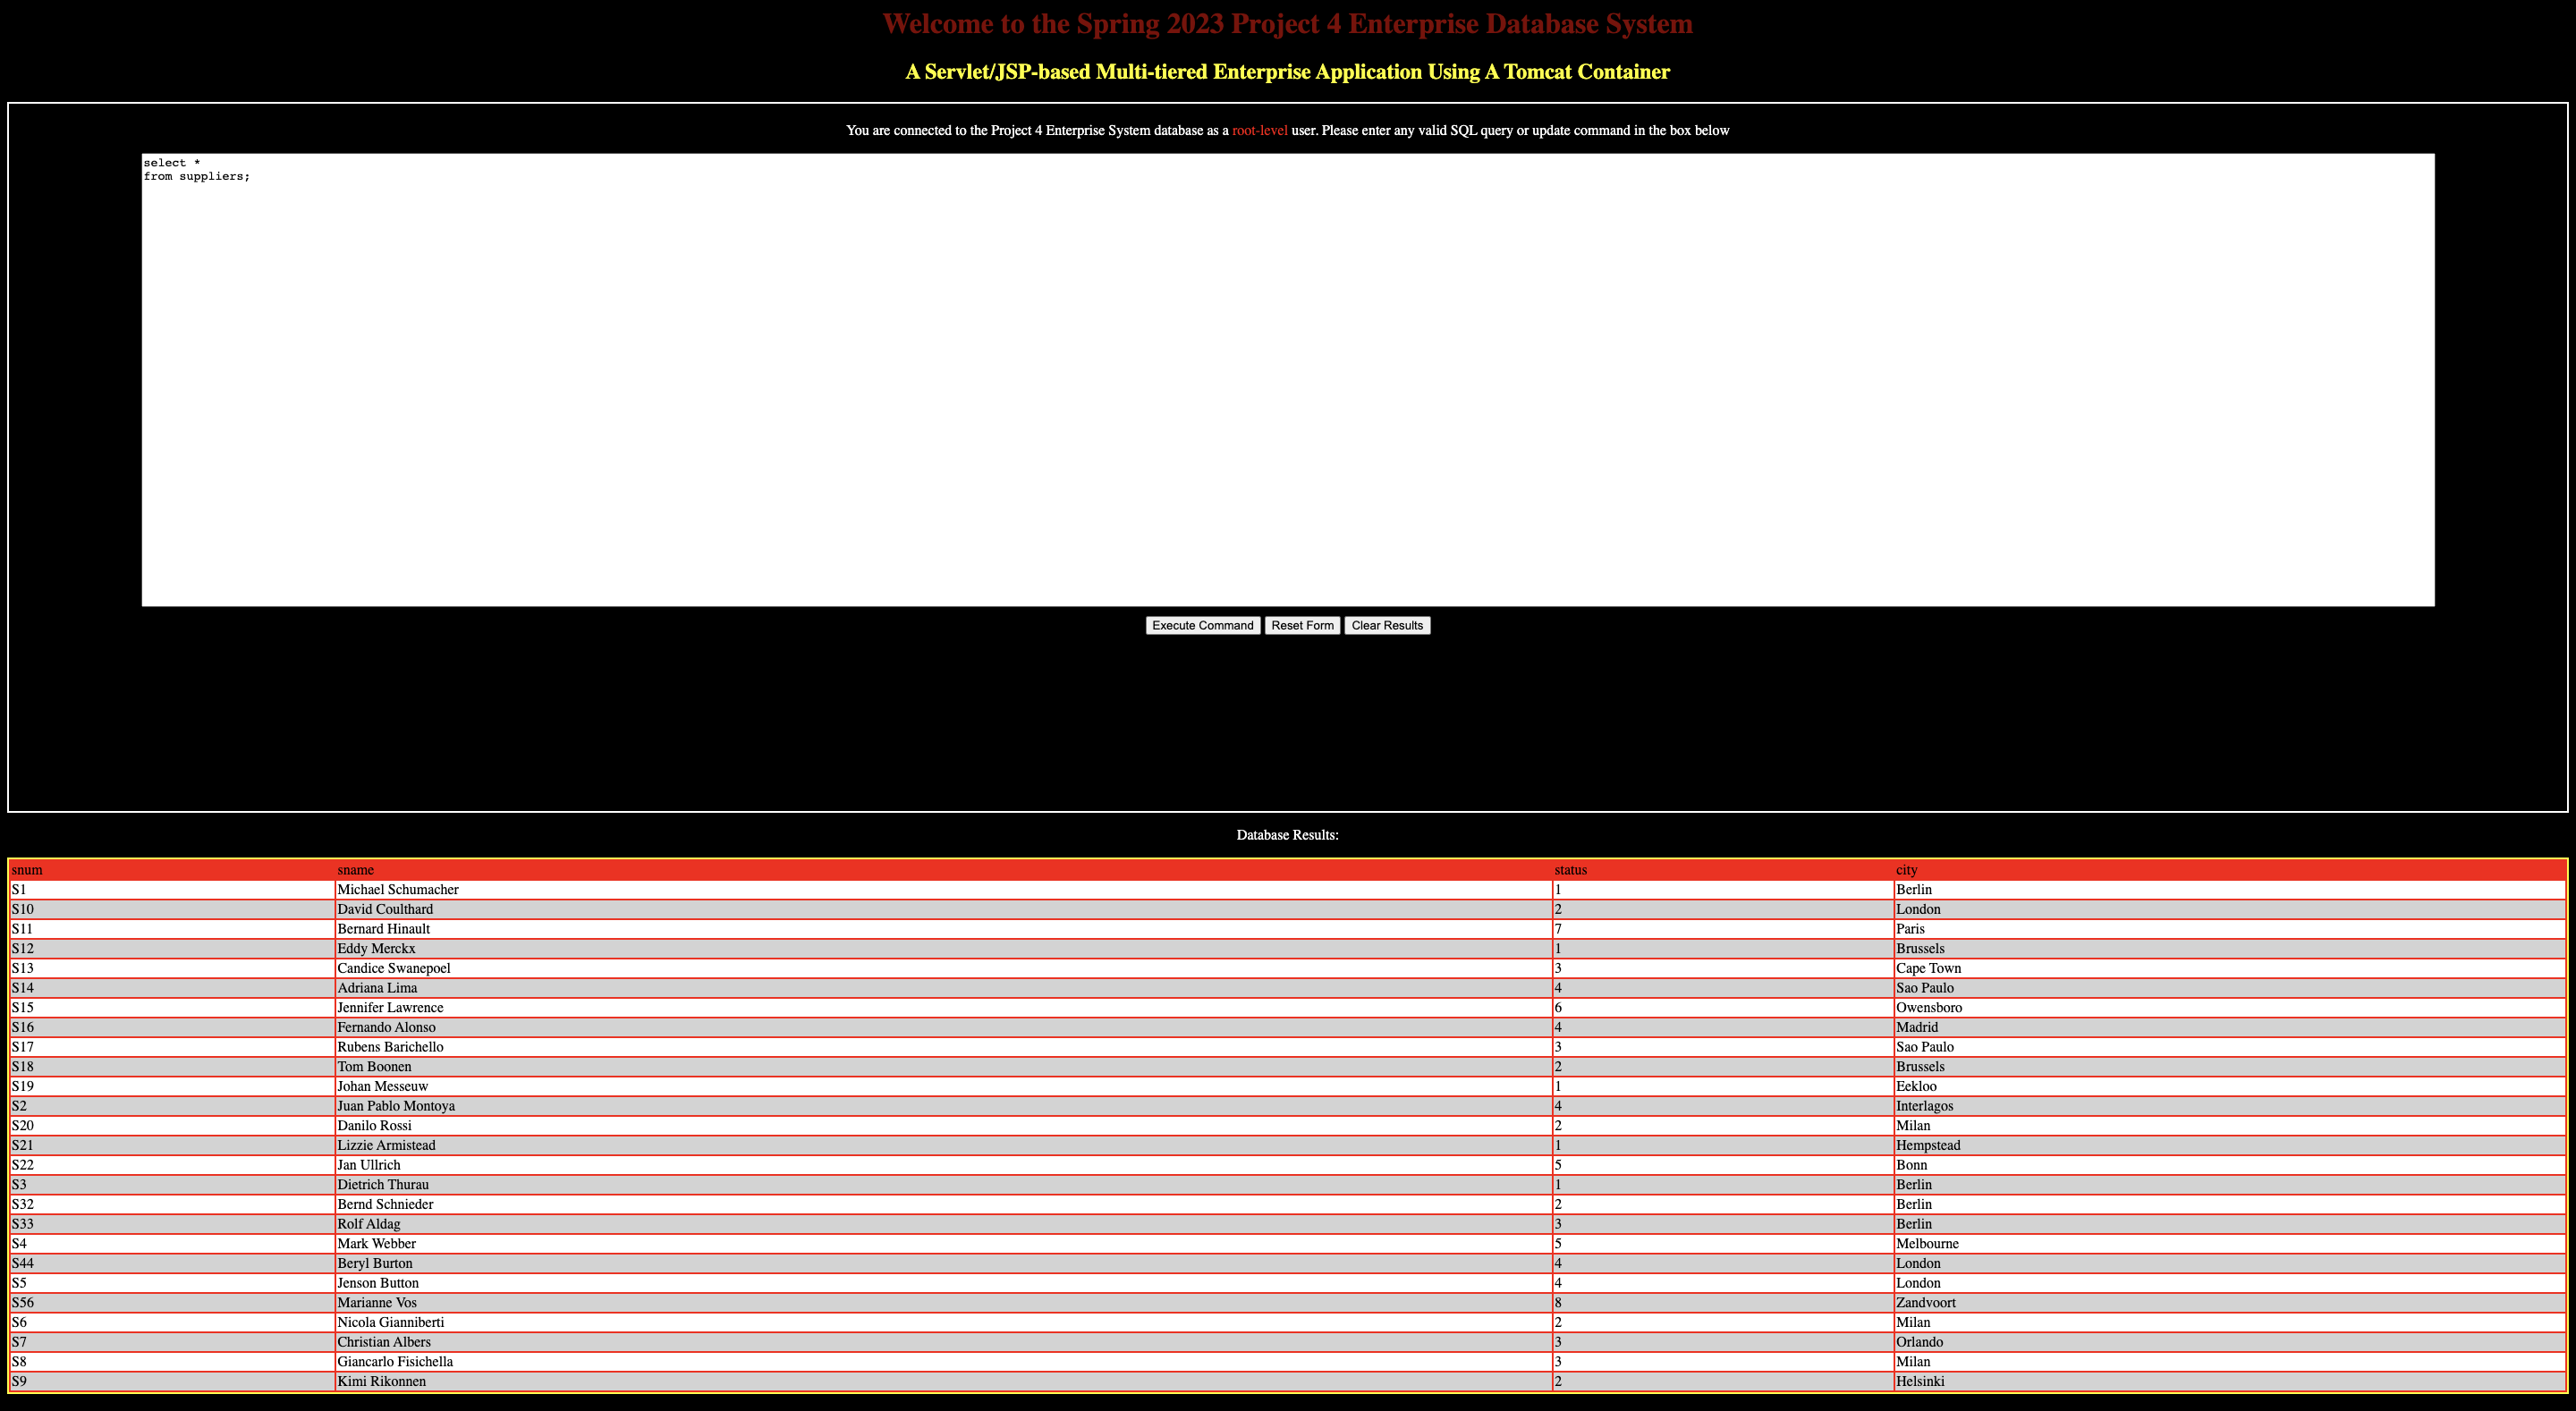 Welcome to the Spring 2023 Project 4 Enterprise Database System
A Servlet/JSP-based Multi-tiered Enterprise Application Using A Tomcat Container
You are connected to the Project 4 Enterprise System database as a root-level user. Please enter any valid SQL query or update command in the box below
select *
from suppliers;
Execute Command Reset Form Clear Results
Database Results:
snum sname status city
S1 Michael Schumacher 1 Berlin
S10 David Coulthard 2 London
S11 Bernard Hinault 7 Paris
S12 Eddy Merckx 1 Brussels
S13 Candice Swanepoel 3 Cape Town
S14 Adriana Lima 4 Sao Paulo
S15 Jennifer Lawrence 6 Owensboro
S16 Fernando Alonso 4 Madrid
S17 Rubens Barichello 3 Sao Paulo
S18 Tom Boonen 2 Brussels
S19 Johan Messeuw 1 Eekloo
S2 Juan Pablo Montoya 4 Interlagos
S20 Danilo Rossi 2 Milan
S21 Lizzie Armistead 1 Hempstead
S22 Jan Ullrich 5 Bonn
S3 Dietrich Thurau 1 Berlin
S32 Bernd Schnieder 2 Berlin
S33 Rolf Aldag 3 Berlin
S4 Mark Webber 5 Melbourne
S44 Beryl Burton 4 London
S5 Jenson Button 4 London
S56 Marianne Vos 8 Zandvoort
S6 Nicola Gianniberti 2 Milan
S7 Christian Albers 3 Orlando
S8 Giancarlo Fisichella 3 Milan
S9 Kimi Rikonnen 2 Helsinki